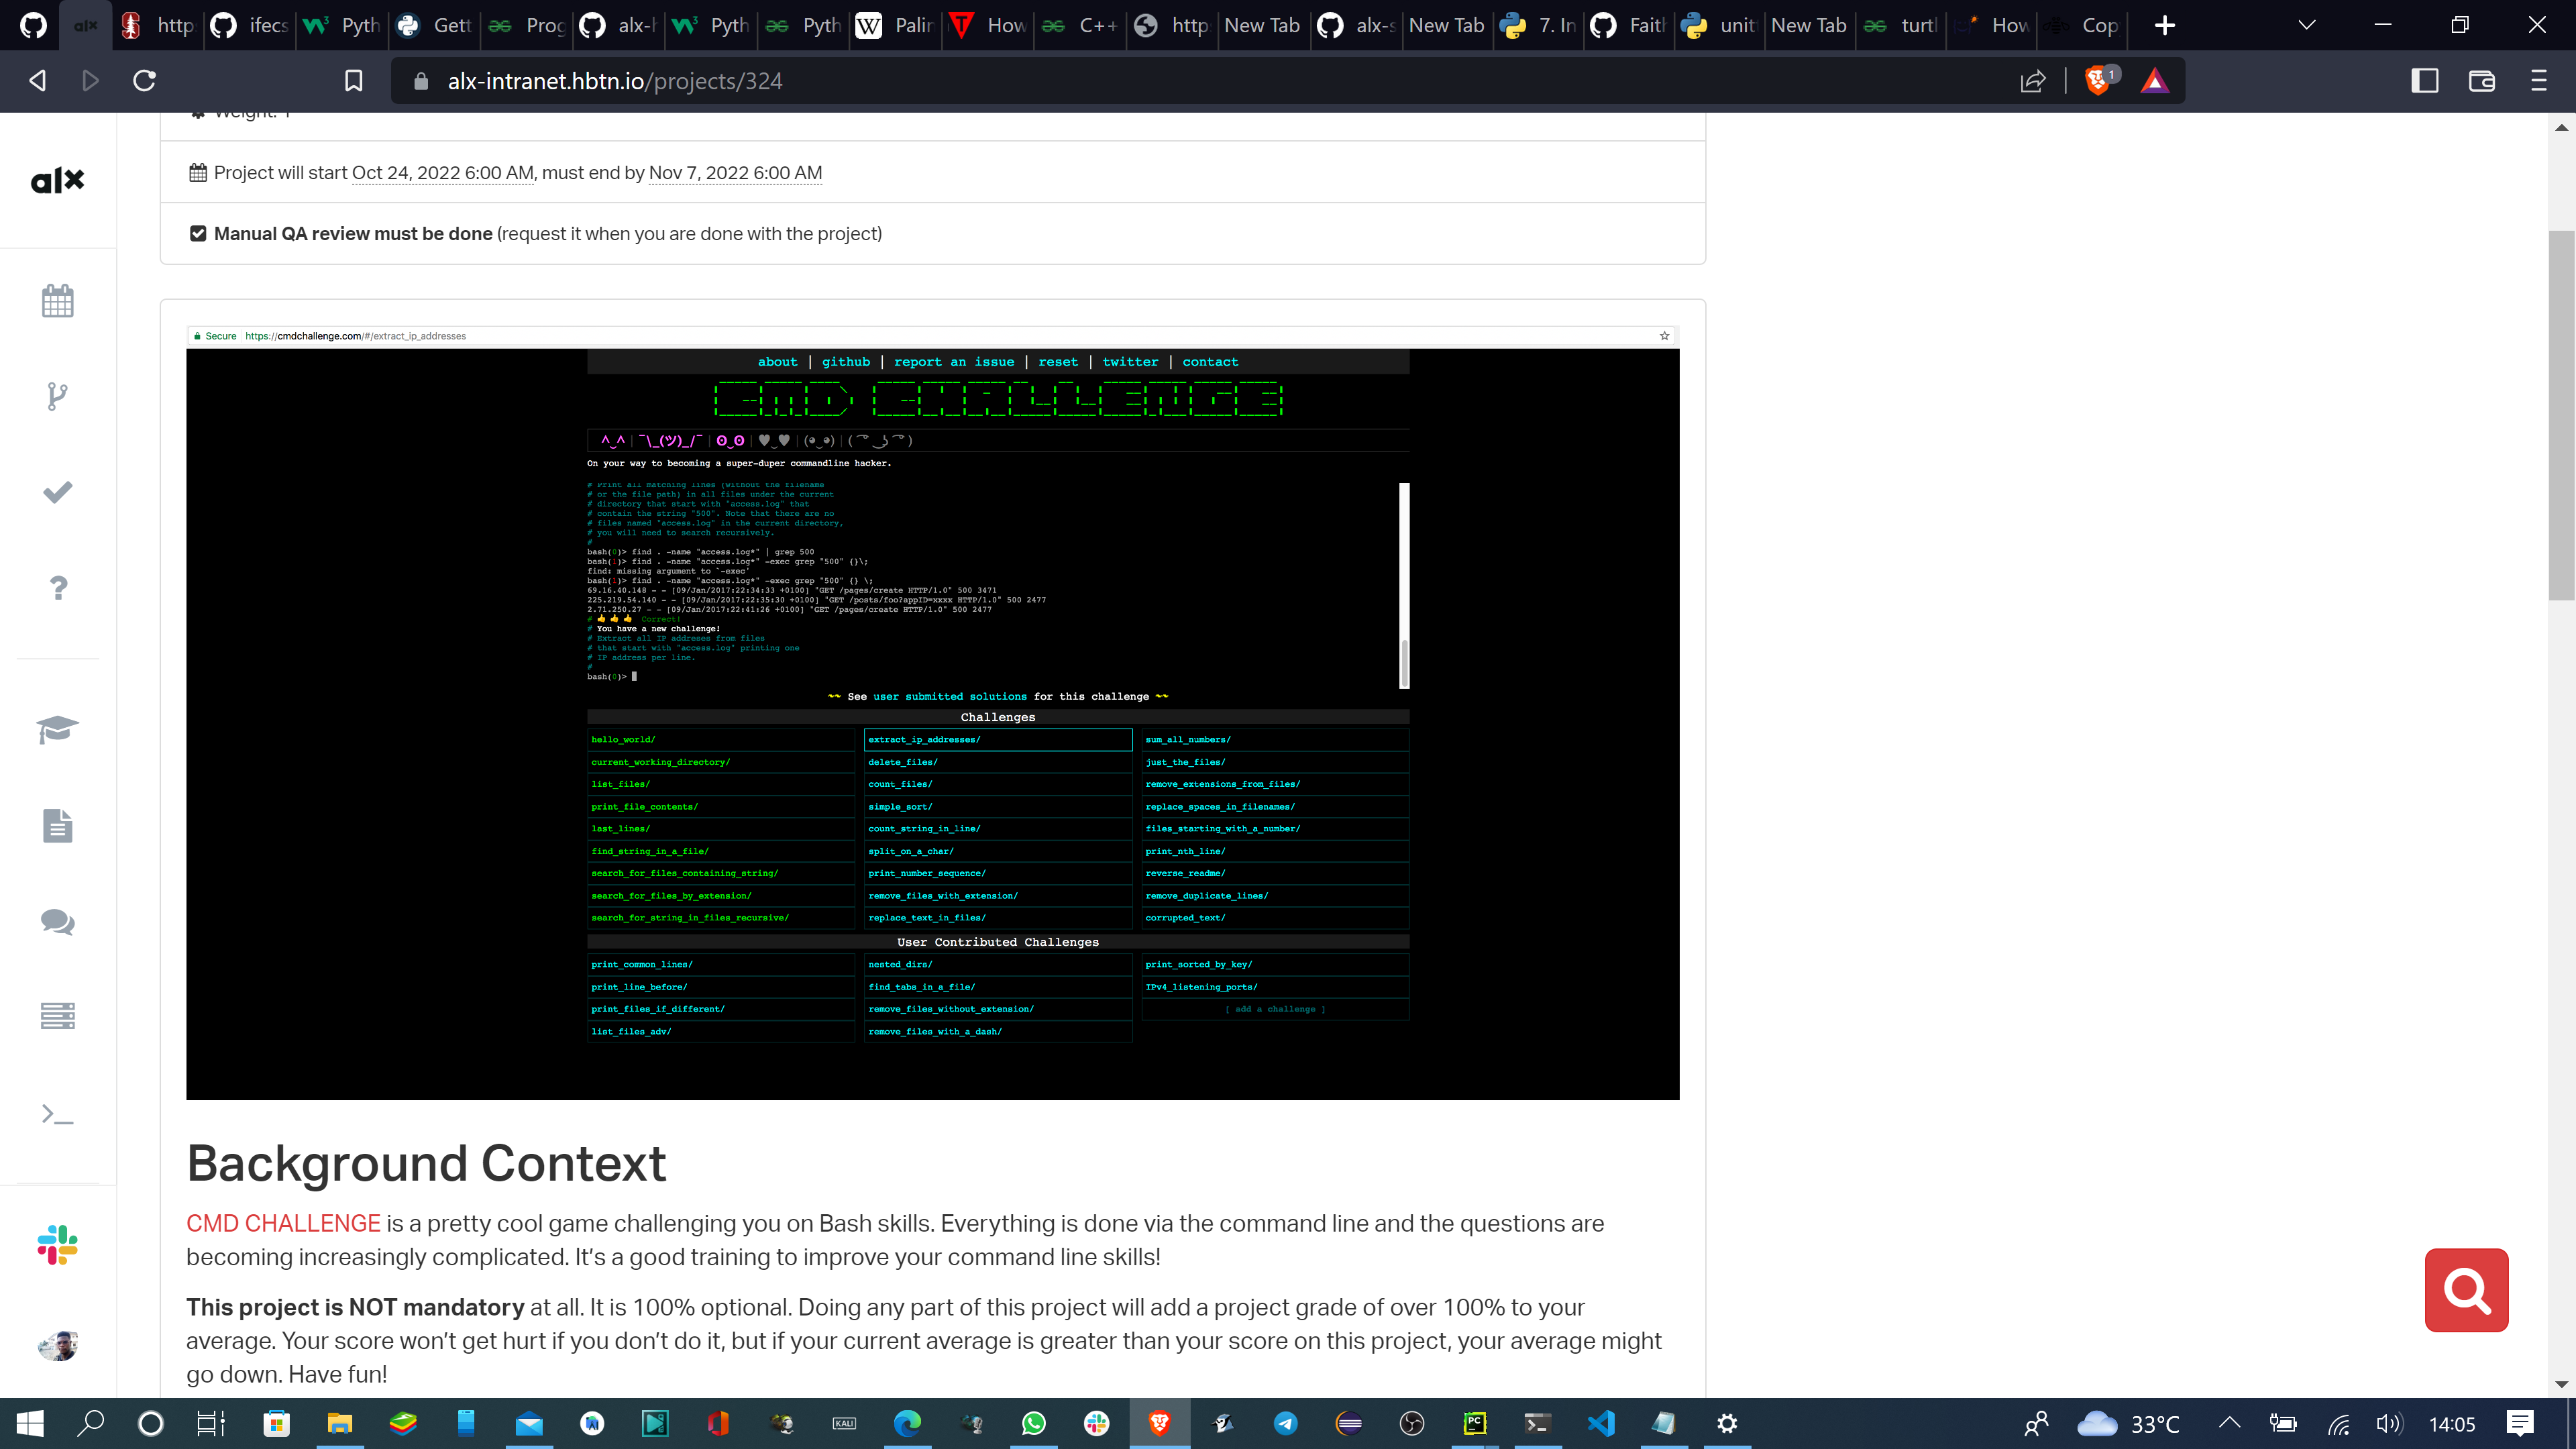 alx
http
ifecs
Pyth
Gett
Prog
alx-h
Pyth
Pyth
Palin
How
C++
http
New Tab
alx-s
New Tab
7. In
Faith
unit
New Tab
turtl
How
Cop
alx-intranet.hbtn.io/projects/324
1
Weight: 1
alx
Project will start Oct 24, 2022 6:00 AM, must end by Nov 7, 2022 6:00 AM
Manual QA review must be done (request it when you are done with the project)
Secure https://cmdchallenge.com/#/extract_ip_addresses
about | github | report an issue | reset | twitter | contact
CMD CHALLENGE
^‿^ | ¯\_(ツ)_/¯ | ʘ‿ʘ | ♥‿♥ | (◕‿◕) | ( ͡ ͜ʖ ͡ )
On your way to becoming a super-duper commandline hacker.
# Print all matching lines (without the filename
# or the file path) in all files under the current
# directory that start with "access.log" that
# contain the string "500". Note that there are no
# files named "access.log" in the current directory,
# you will need to search recursively.
#
bash(0)> find . -name "access.log*" | grep 500
bash(1)> find . -name "access.log*" -exec grep "500" {}\;
find: missing argument to `-exec'
bash(1)> find . -name "access.log*" -exec grep "500" {} \;
69.16.40.148 - - [09/Jan/2017:22:34:33 +0100] "GET /pages/create HTTP/1.0" 500 3471
225.219.54.140 - - [09/Jan/2017:22:35:30 +0100] "GET /posts/foo?appID=xxxx HTTP/1.0" 500 2477
2.71.250.27 - - [09/Jan/2017:22:41:26 +0100] "GET /pages/create HTTP/1.0" 500 2477
# 👍 👍 👍 Correct!
# You have a new challenge!
# Extract all IP addreses from files
# that start with "access.log" printing one
# IP address per line.
#
bash(0)>
~~ See user submitted solutions for this challenge ~~
Challenges
hello_world/ extract_ip_addresses/ sum_all_numbers/
current_working_directory/ delete_files/ just_the_files/
list_files/ count_files/ remove_extensions_from_files/
print_file_contents/ simple_sort/ replace_spaces_in_filenames/
last_lines/ count_string_in_line/ files_starting_with_a_number/
find_string_in_a_file/ split_on_a_char/ print_nth_line/
search_for_files_containing_string/ print_number_sequence/ reverse_readme/
search_for_files_by_extension/ remove_files_with_extension/ remove_duplicate_lines/
search_for_string_in_files_recursive/ replace_text_in_files/ corrupted_text/
User Contributed Challenges
print_common_lines/ nested_dirs/ print_sorted_by_key/
print_line_before/ find_tabs_in_a_file/ IPv4_listening_ports/
print_files_if_different/ remove_files_without_extension/ [ add a challenge ]
list_files_adv/ remove_files_with_a_dash/
Background Context
CMD CHALLENGE is a pretty cool game challenging you on Bash skills. Everything is done via the command line and the questions are
becoming increasingly complicated. It’s a good training to improve your command line skills!
This project is NOT mandatory at all. It is 100% optional. Doing any part of this project will add a project grade of over 100% to your
average. Your score won’t get hurt if you don’t do it, but if your current average is greater than your score on this project, your average might
go down. Have fun!
KALI
PC
33°C
14:05